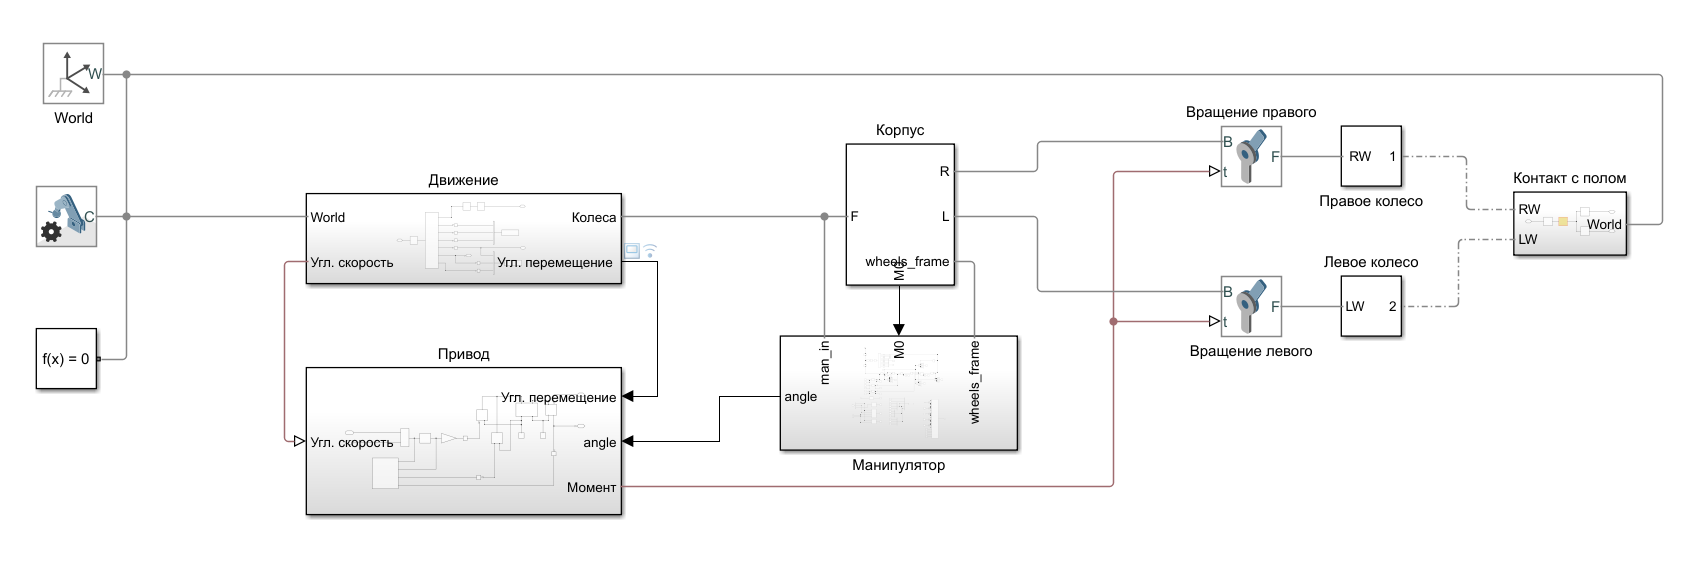 W
World
C
f(x) = 0
Движение
World
Колеса
Угл. скорость
Угл. перемещение
Привод
Угл. перемещение
Угл. скорость
angle
Момент
Корпус
R
F
L
wheels_frame
M0
man_in
M0
wheels_frame
angle
Манипулятор
Вращение правого
B
F
t
RW
1
Правое колесо
Вращение левого
B
F
t
Левое колесо
LW
2
Контакт с полом
RW
World
LW